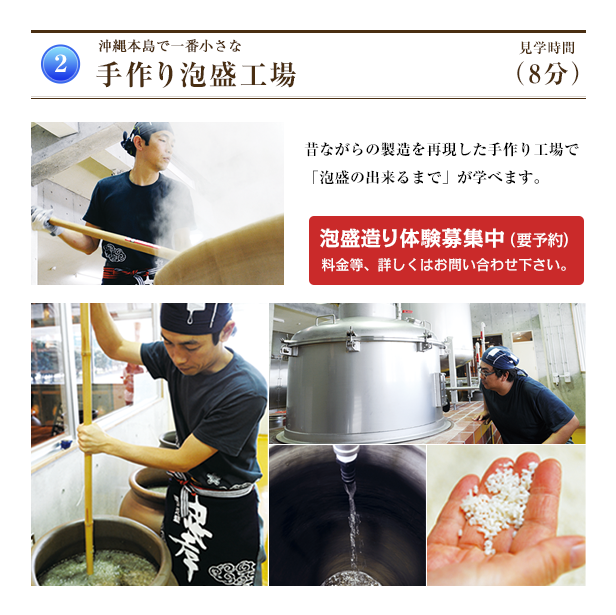 2
沖縄本島で一番小さな
手作り泡盛工場
見学時間
（8分）
昔ながらの製造を再現した手作り工場で
「泡盛の出来るまで」が学べます。
泡盛造り体験募集中（要予約）
料金等、詳しくはお問い合わせ下さい。